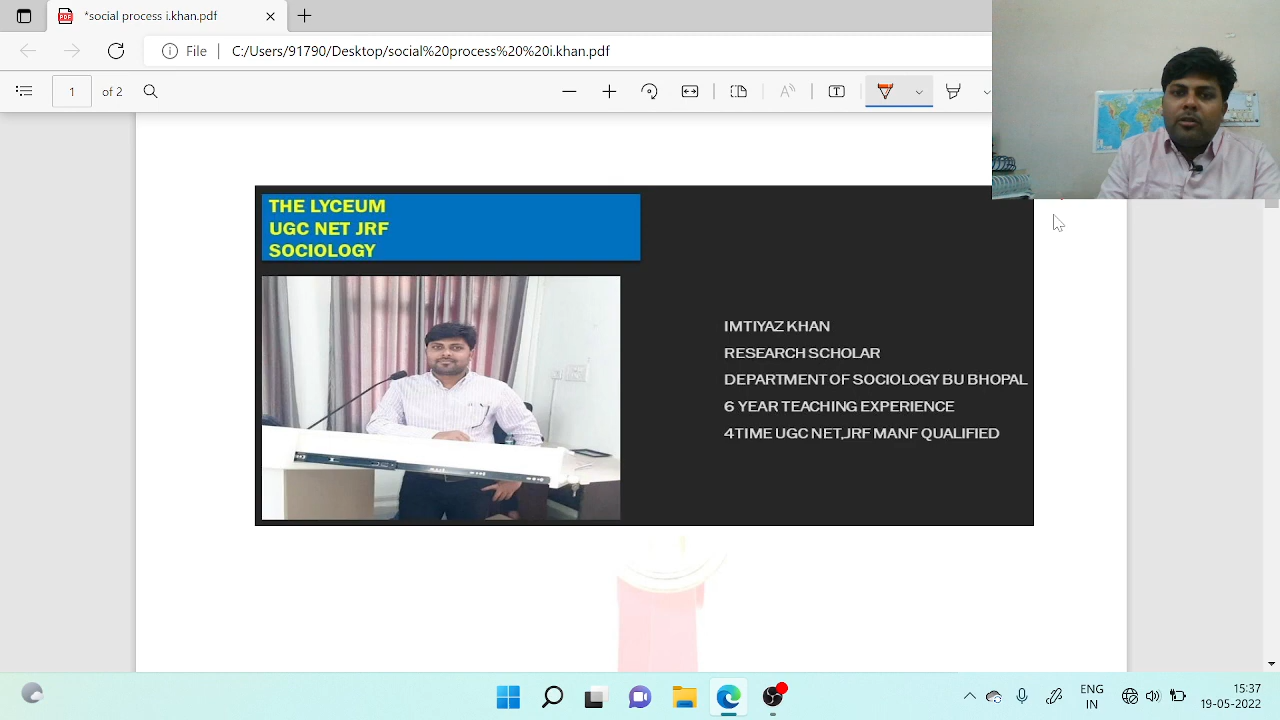 *social process i.khan.pdf
File
C:/Users/91790/Desktop/social%20process%20%20i.khan.pdf
1 of 2
THE LYCEUM
UGC NET JRF
SOCIOLOGY
IMTIYAZ KHAN
RESEARCH SCHOLAR
DEPARTMENT OF SOCIOLOGY BU BHOPAL
6 YEAR TEACHING EXPERIENCE
4TIME UGC NET,JRF MANF QUALIFIED
ENG
IN
15:37
19-05-2022